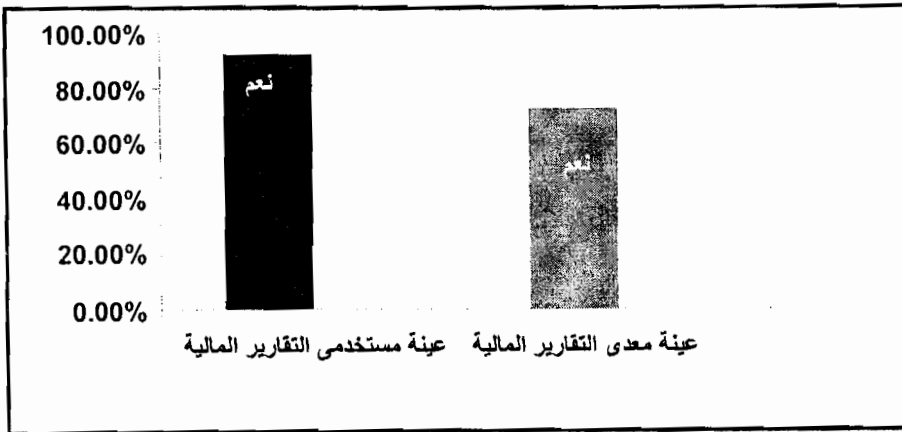 100.00%
80.00%
60.00%
40.00%
20.00%
0.00%
نعم
نعم
عينة مستخدمى التقارير المالية
عينة معدى التقارير المالية